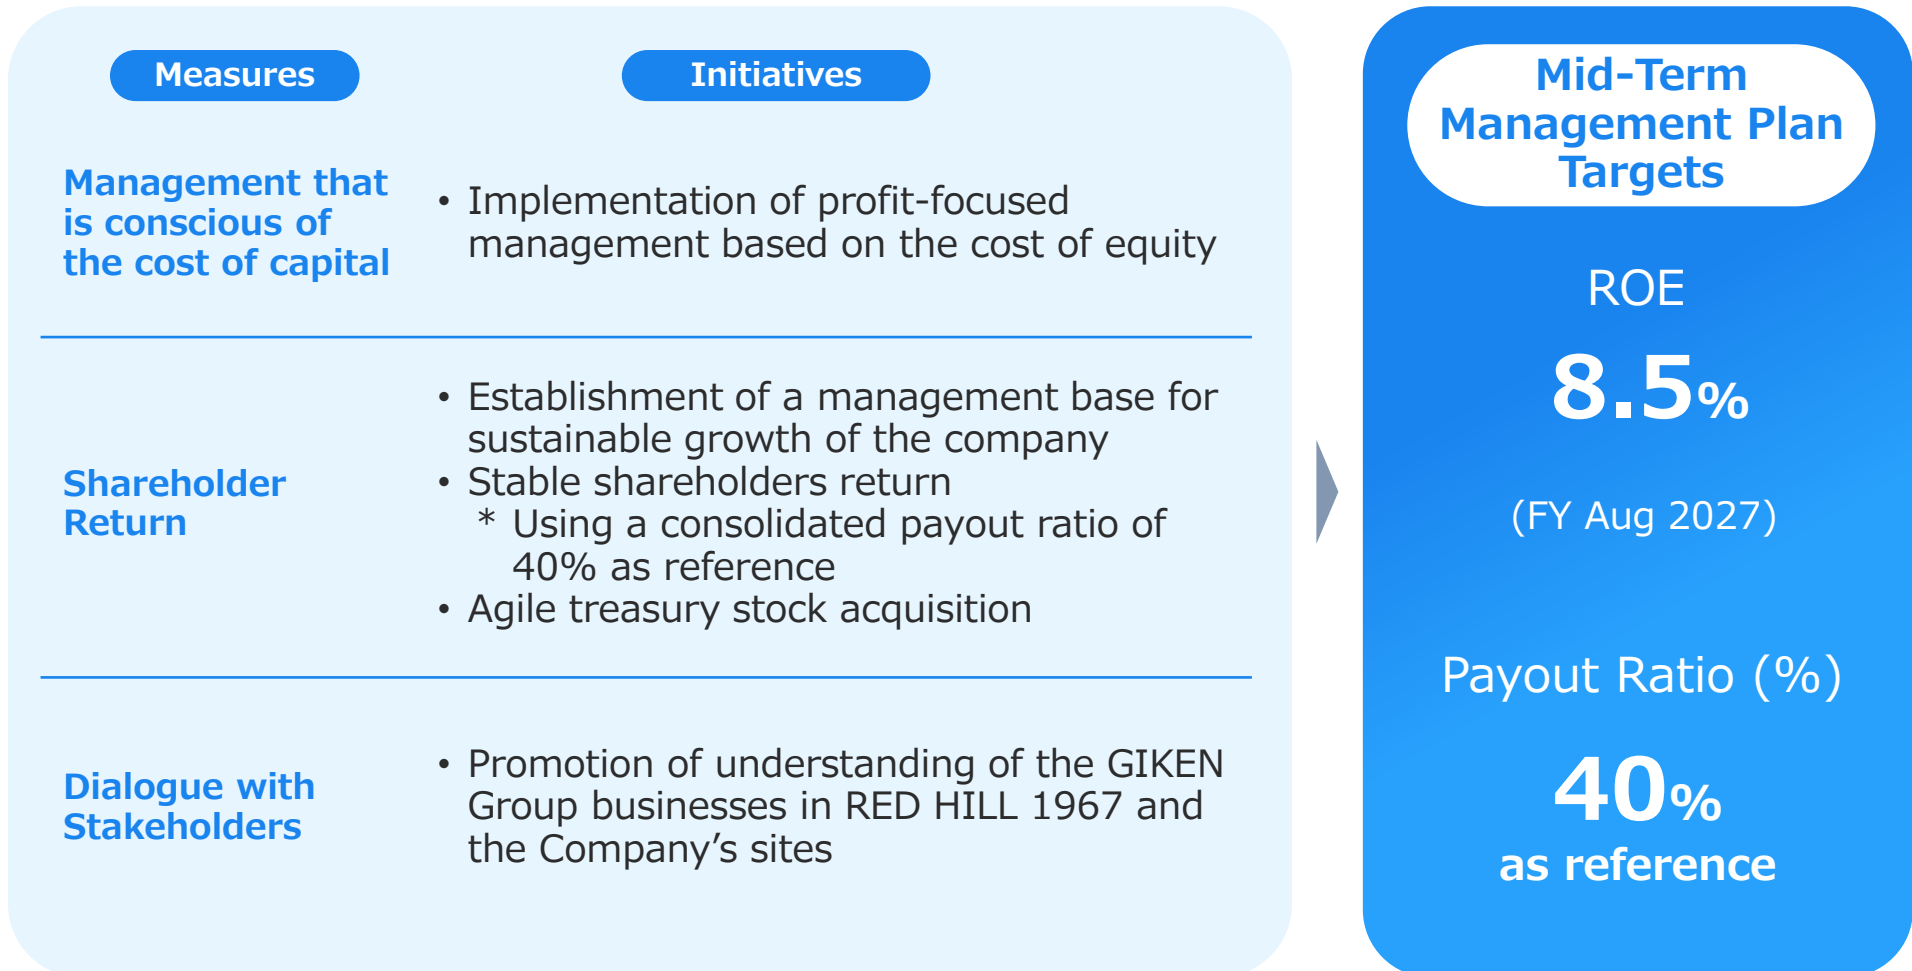 Measures
Initiatives
Management that
is conscious of
the cost of capital
• Implementation of profit-focused
management based on the cost of equity
Shareholder
Return
• Establishment of a management base for
sustainable growth of the company
• Stable shareholders return
* Using a consolidated payout ratio of
40% as reference
• Agile treasury stock acquisition
Dialogue with
Stakeholders
• Promotion of understanding of the GIKEN
Group businesses in RED HILL 1967 and
the Company’s sites
Mid-Term
Management Plan
Targets
ROE
8.5%
(FY Aug 2027)
Payout Ratio (%)
40%
as reference